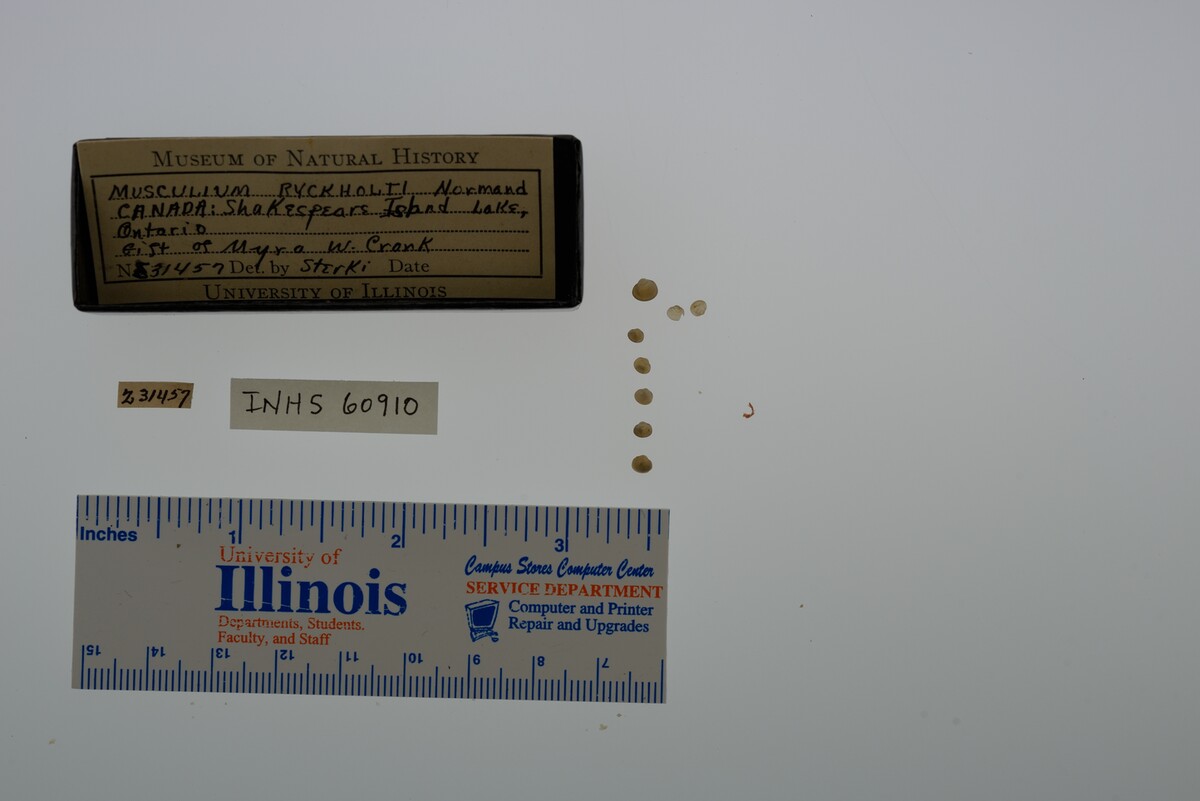 MUSEUM OF NATURAL HISTORY
MUSCULIUM RYCKHOLTI Normand
CANADA: Shakespeare Island Lake,
Ontario
Gift of Myra W. Crank
No Z31457 Det. by Sterki Date
UNIVERSITY OF ILLINOIS
Z31457
INHS 60910
Inches 1 2 3
University of
Illinois
Departments, Students.
Faculty, and Staff
Campus Stores Computer Center
SERVICE DEPARTMENT
Computer and Printer
Repair and Upgrades
15 14 13 12 11 10 9 8 7